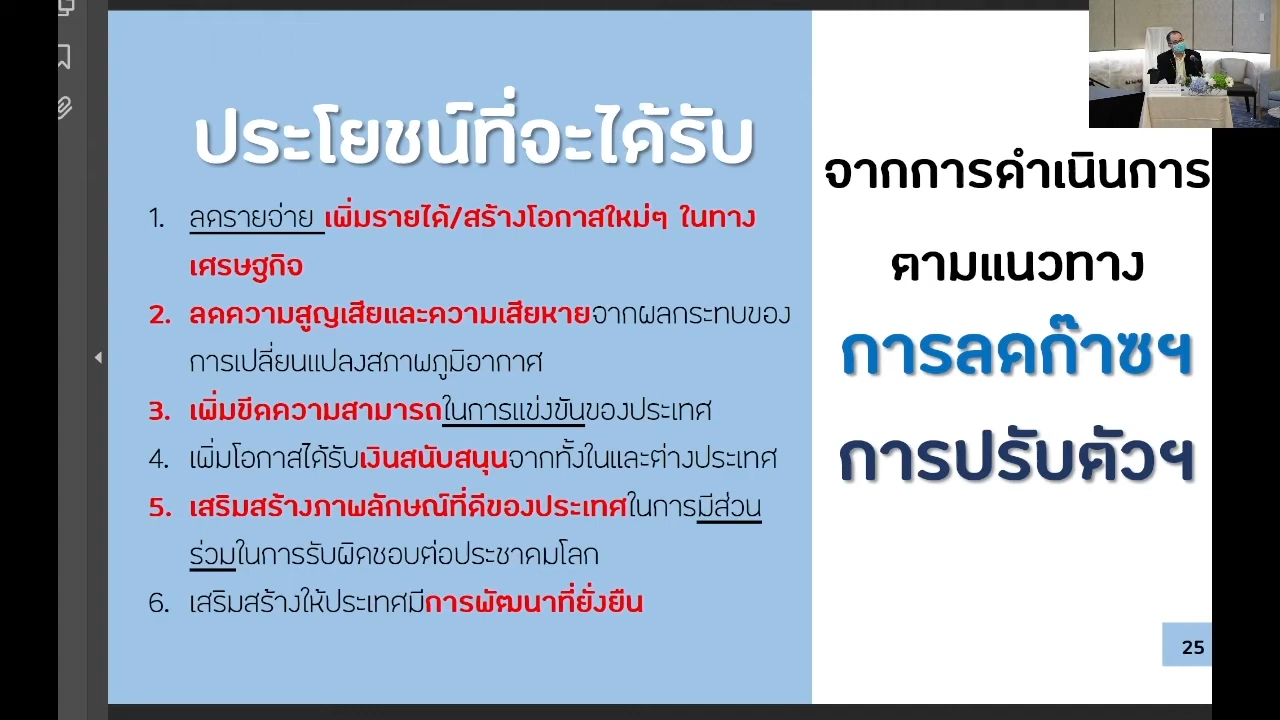 ประโยชน์ที่จะได้รับ
1. ลดรายจ่าย เพิ่มรายได้/สร้างโอกาสใหม่ๆ ในทาง
เศรษฐกิจ
2. ลดความสูญเสียและความเสียหายจากผลกระทบของ
การเปลี่ยนแปลงสภาพภูมิอากาศ
3. เพิ่มขีดความสามารถในการแข่งขันของประเทศ
4. เพิ่มโอกาสได้รับเงินสนับสนุนจากทั้งในและต่างประเทศ
5. เสริมสร้างภาพลักษณ์ที่ดีของประเทศในการมีส่วน
ร่วมในการรับผิดชอบต่อประชาคมโลก
6. เสริมสร้างให้ประเทศมีการพัฒนาที่ยั่งยืน
จากการดำเนินการ
ตามแนวทาง
การลดก๊าซฯ
การปรับตัวฯ
25